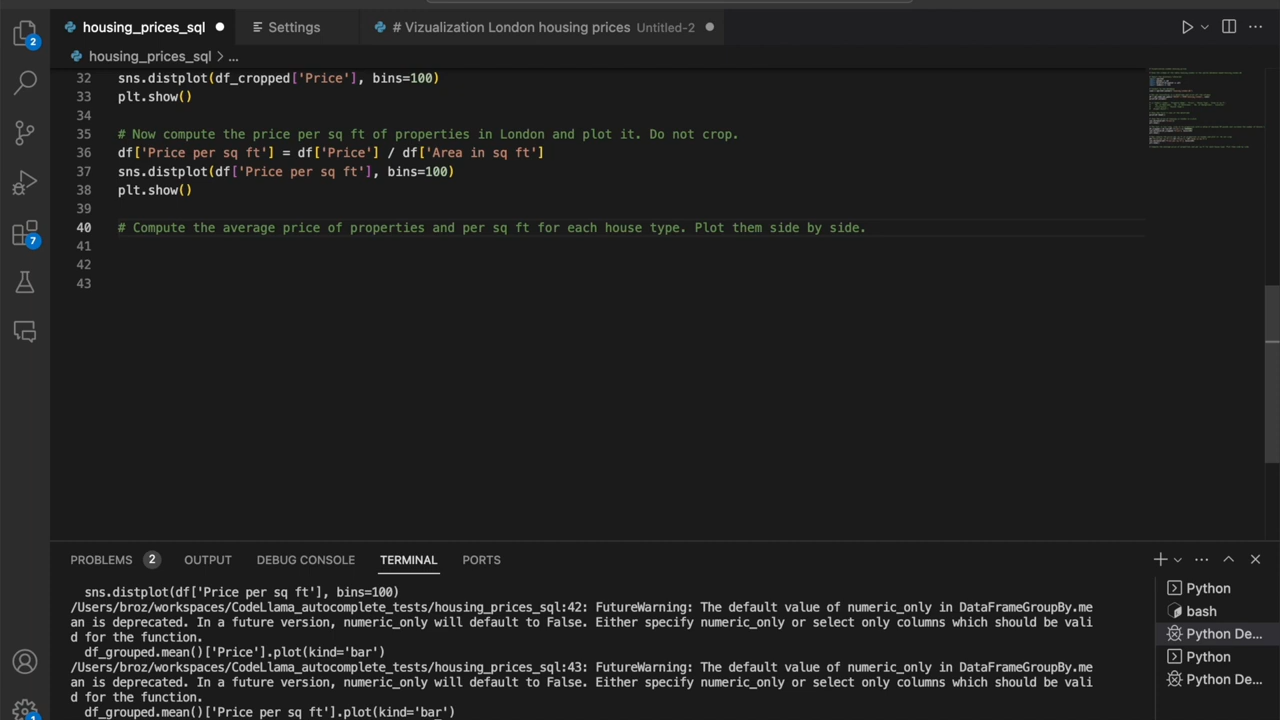 housing_prices_sql
Settings
# Vizualization London housing prices Untitled-2
housing_prices_sql > ...
2
7
1
32 sns.distplot(df_cropped['Price'], bins=100)
33 plt.show()
34
35 # Now compute the price per sq ft of properties in London and plot it. Do not crop.
36 df['Price per sq ft'] = df['Price'] / df['Area in sq ft']
37 sns.distplot(df['Price per sq ft'], bins=100)
38 plt.show()
39
40 # Compute the average price of properties and per sq ft for each house type. Plot them side by side.
41
42
43
PROBLEMS 2 OUTPUT DEBUG CONSOLE TERMINAL PORTS
sns.distplot(df['Price per sq ft'], bins=100)
/Users/broz/workspaces/CodeLlama_autocomplete_tests/housing_prices_sql:42: FutureWarning: The default value of numeric_only in DataFrameGroupBy.me
an is deprecated. In a future version, numeric_only will default to False. Either specify numeric_only or select only columns which should be vali
d for the function.
df_grouped.mean()['Price'].plot(kind='bar')
/Users/broz/workspaces/CodeLlama_autocomplete_tests/housing_prices_sql:43: FutureWarning: The default value of numeric_only in DataFrameGroupBy.me
an is deprecated. In a future version, numeric_only will default to False. Either specify numeric_only or select only columns which should be vali
d for the function.
df_grouped.mean()['Price per sq ft'].plot(kind='bar')
Python
bash
Python De...
Python
Python De...